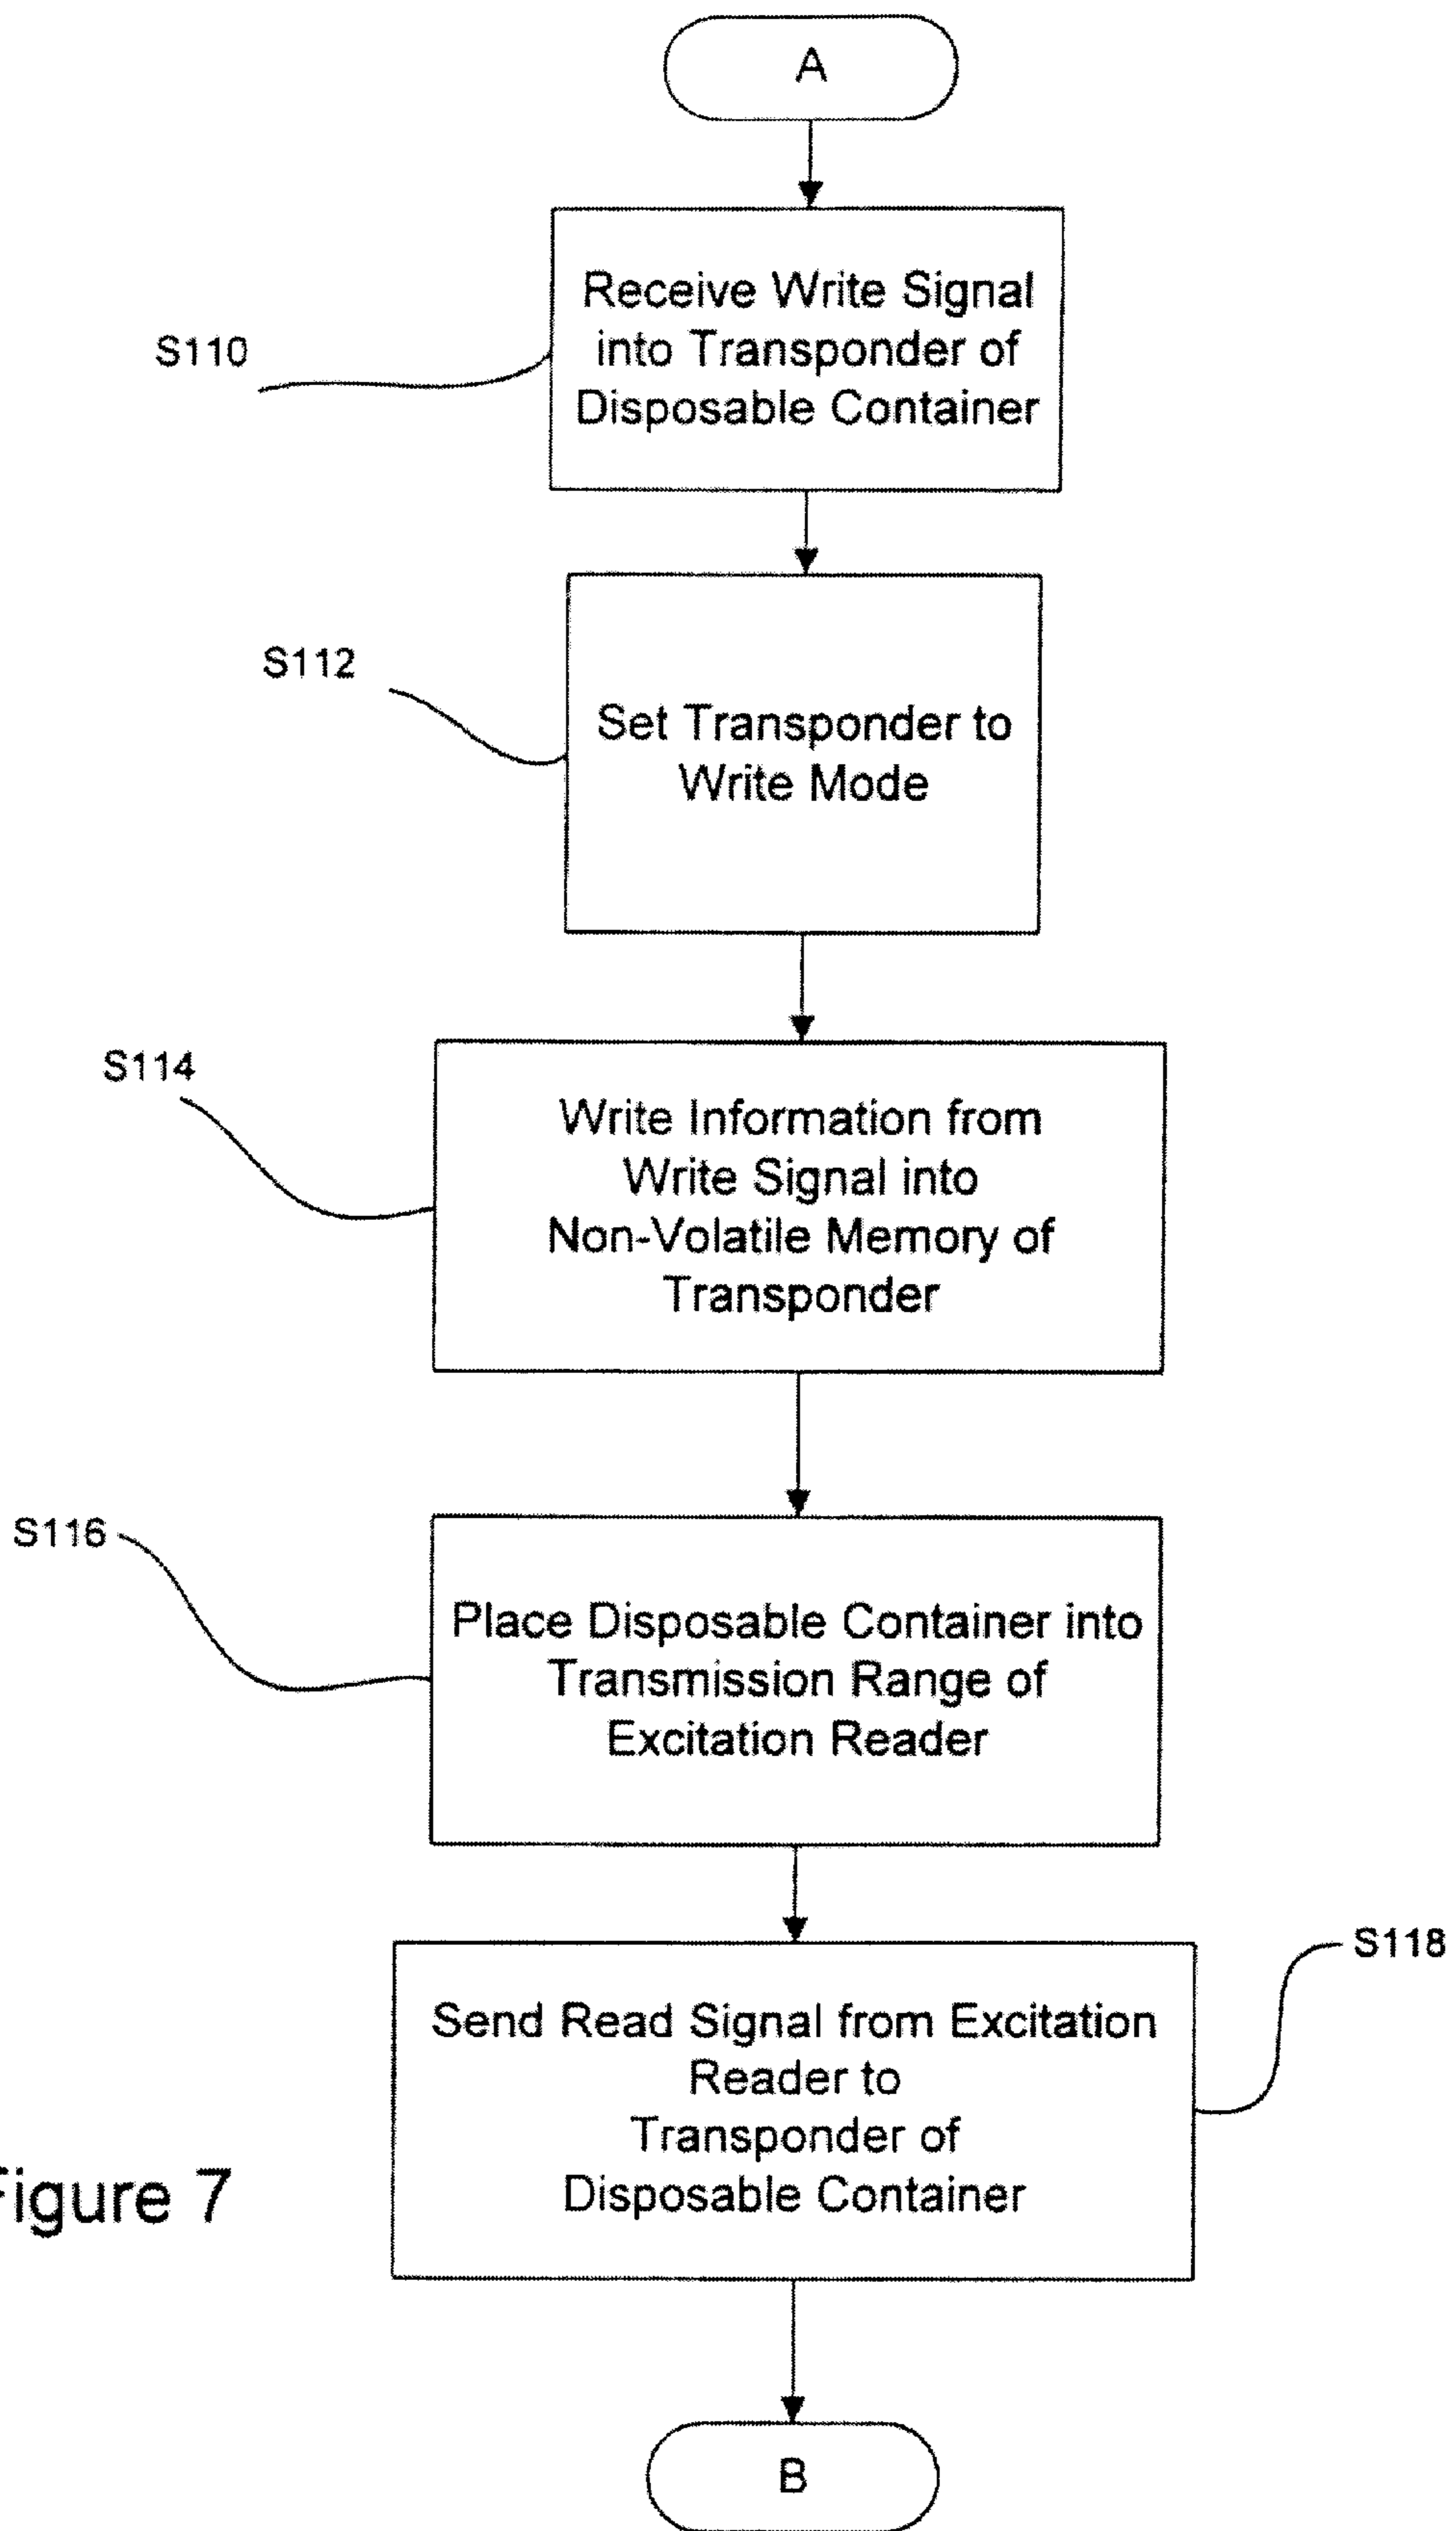 A
Receive Write Signal
into Transponder of
Disposable Container
S110
Set Transponder to
Write Mode
S112
Write Information from
Write Signal into
Non-Volatile Memory of
Transponder
S114
Place Disposable Container into
Transmission Range of
Excitation Reader
S116
Send Read Signal from Excitation
Reader to
Transponder of
Disposable Container
S118
Figure 7
B